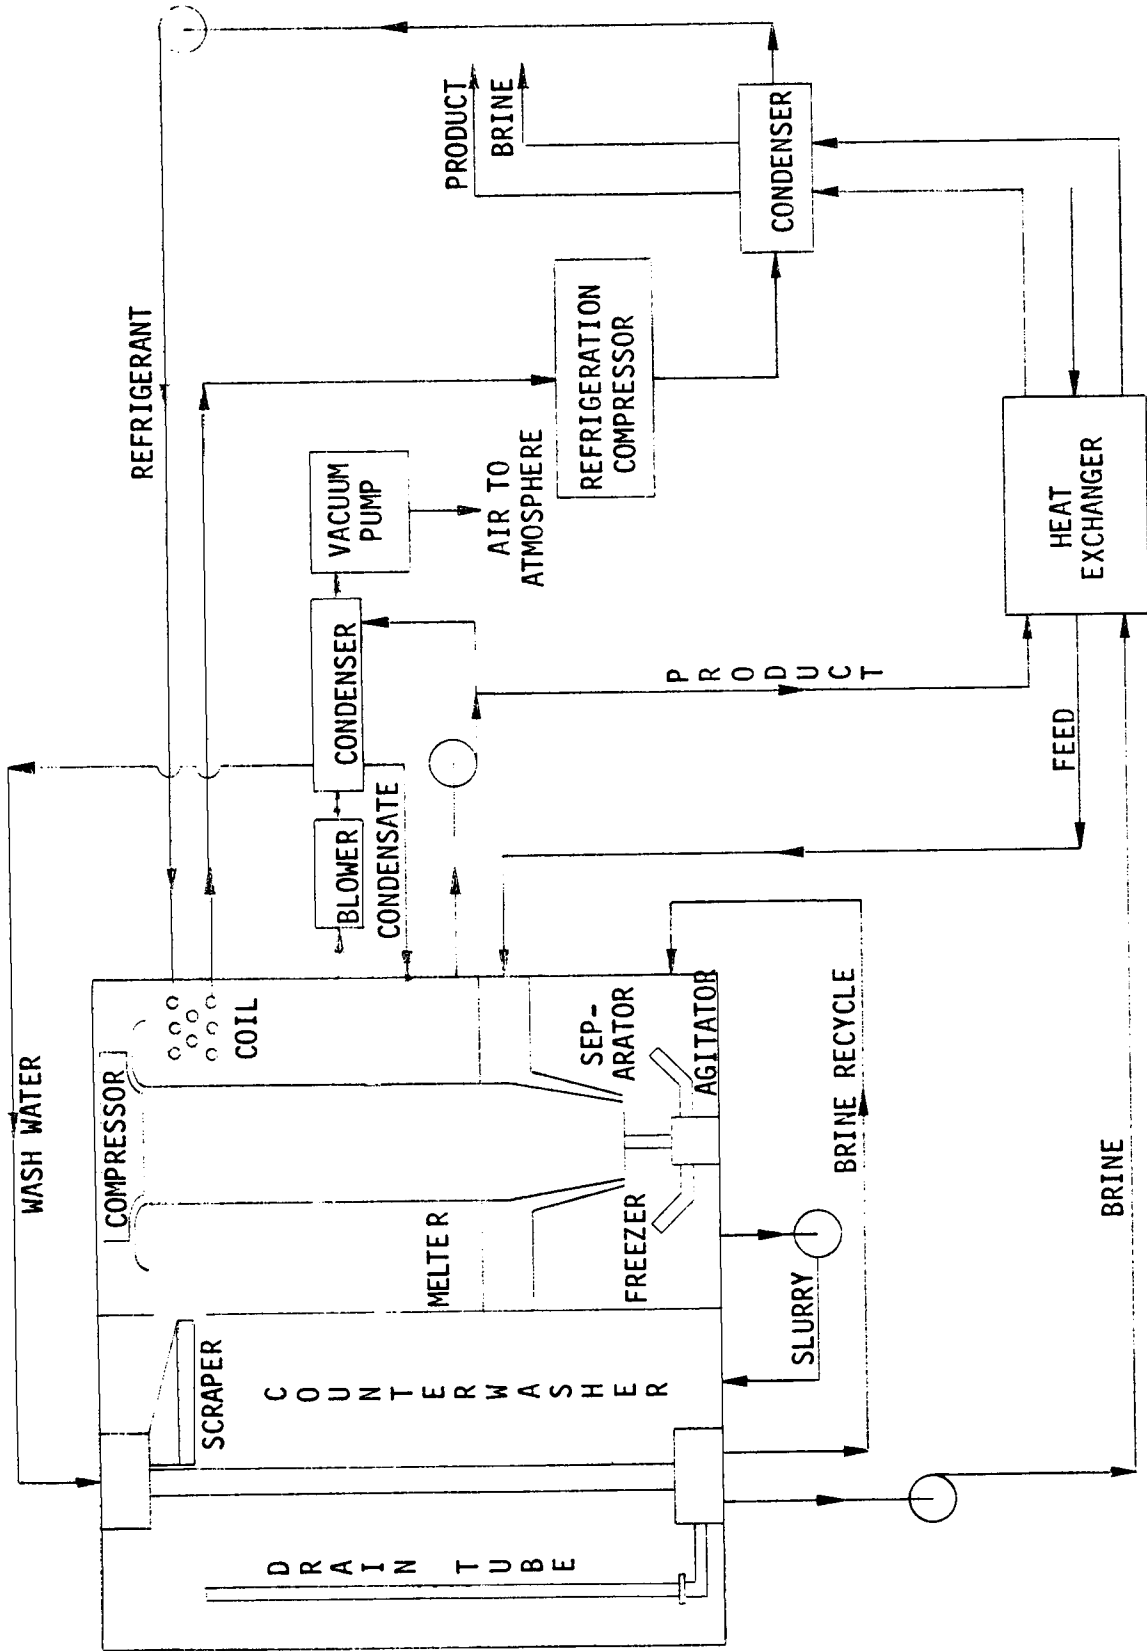 WASH WATER
REFRIGERANT
COMPRESSOR
COIL
SCRAPER
COUNTERWASHER
DRAIN TUBE
MELTER
SEP-
ARATOR
FREEZER
AGITATOR
BLOWER
CONDENSATE
CONDENSER
VACUUM
PUMP
AIR TO
ATMOSPHERE
REFRIGERATION
COMPRESSOR
PRODUCT
BRINE
CONDENSER
PRODUCT
SLURRY
BRINE RECYCLE
FEED
HEAT
EXCHANGER
BRINE